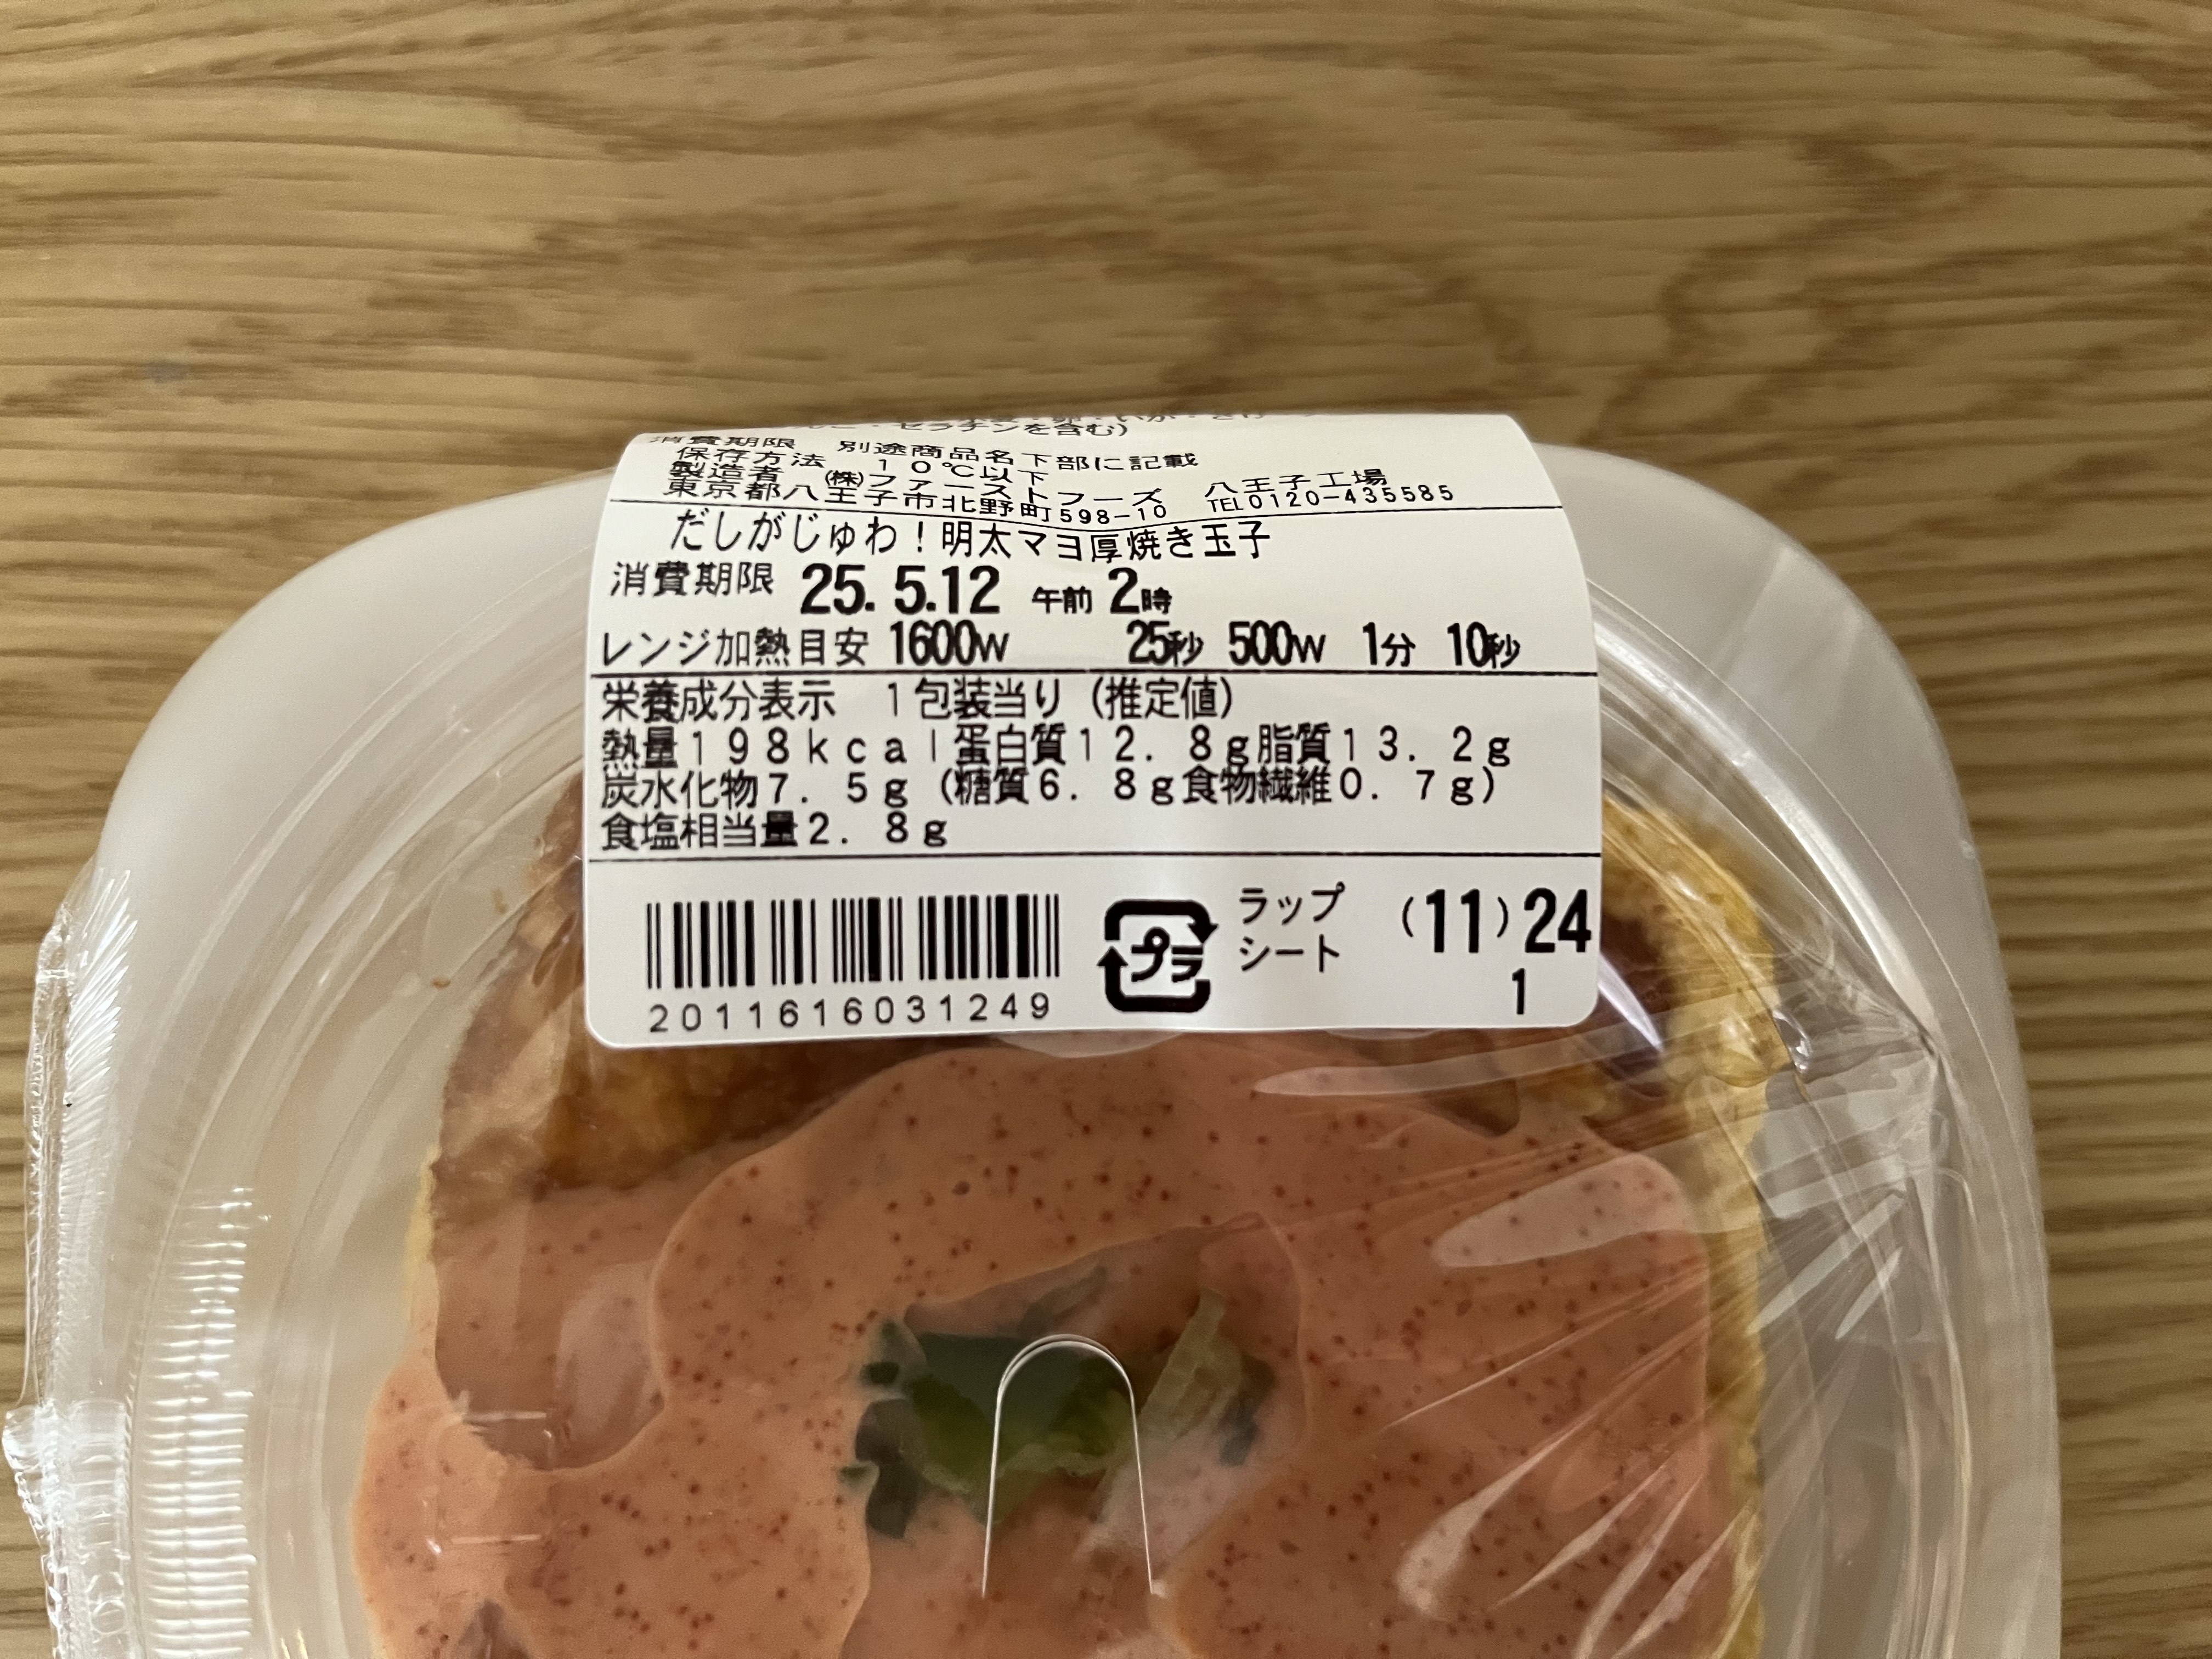 ゼラチンを含む)
消費期限 別途商品名下部に記載
保存方法 10℃以下
製造者 ㈱ファーストフーズ 八王子工場
東京都八王子市北野町598-10 TEL0120-435585
だしがじゅわ!明太マヨ厚焼き玉子
消費期限 25. 5.12 午前 2時
レンジ加熱目安 1600W 25秒 500W 1分 10秒
栄養成分表示 1包装当り(推定値)
熱量198kcal蛋白質12.8g脂質13.2g
炭水化物7.5g(糖質6.8g食物繊維0.7g)
食塩相当量2.8g
プラ ラップ (11)24
シート
1
2011616031249